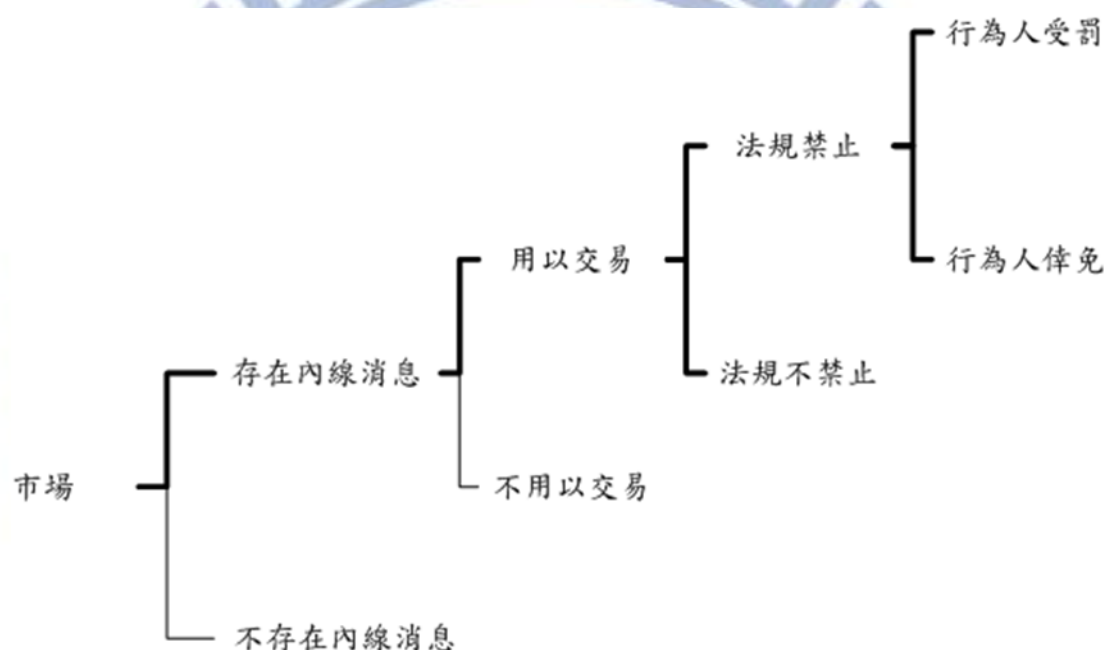 行為人受罰
法規禁止
用以交易
行為人倖免
存在內線消息
法規不禁止
市場
不用以交易
不存在內線消息